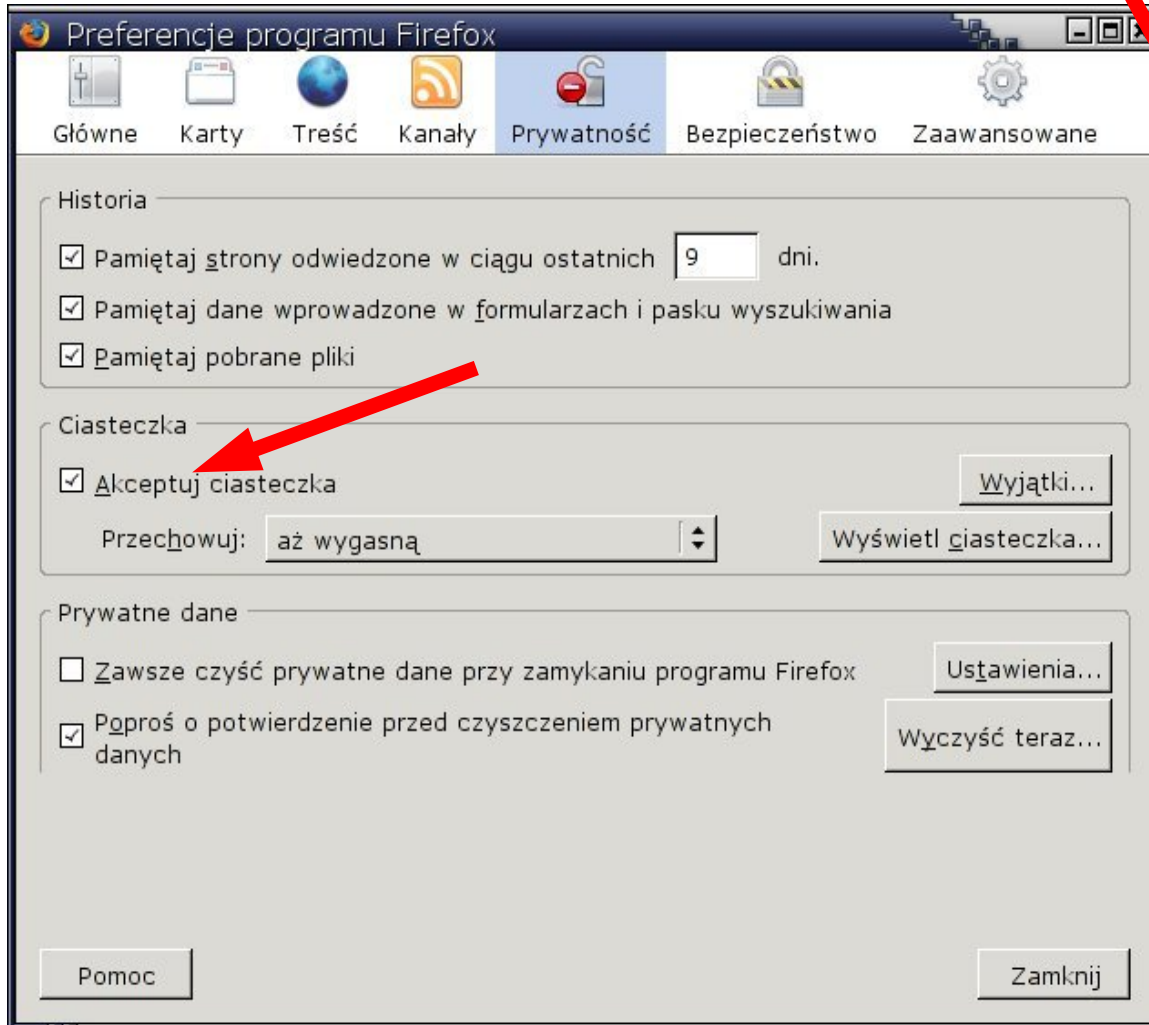 Preferencje programu Firefox
Główne Karty Treść Kanały Prywatność Bezpieczeństwo Zaawansowane
Historia
Pamiętaj strony odwiedzone w ciągu ostatnich 9 dni.
Pamiętaj dane wprowadzone w formularzach i pasku wyszukiwania
Pamiętaj pobrane pliki
Ciasteczka
Akceptuj ciasteczka Wyjątki...
Przechowuj: aż wygasną Wyświetl ciasteczka...
Prywatne dane
Zawsze czyść prywatne dane przy zamykaniu programu Firefox Ustawienia...
Poproś o potwierdzenie przed czyszczeniem prywatnych
danych Wyczyść teraz...
Pomoc Zamknij